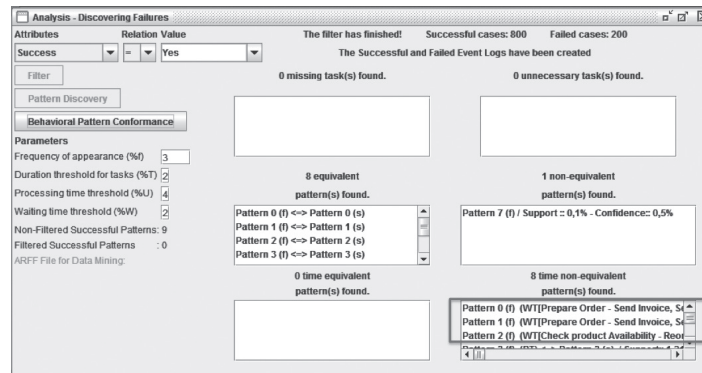 Analysis - Discovering Failures
Attributes Relation Value
Success = Yes
Filter
Pattern Discovery
Behavioral Pattern Conformance
Parameters
Frequency of appearance (%f) 3
Duration threshold for tasks (%T) 2
Processing time threshold (%U) 4
Waiting time threshold (%W) 2
Non-Filtered Successful Patterns: 9
Filtered Successful Patterns : 0
ARFF File for Data Mining:
The filter has finished! Successful cases: 800 Failed cases: 200
The Successful and Failed Event Logs have been created
0 missing task(s) found.
0 unnecessary task(s) found.
8 equivalent
pattern(s) found.
Pattern 0 (f) <=> Pattern 0 (s)
Pattern 1 (f) <=> Pattern 1 (s)
Pattern 2 (f) <=> Pattern 2 (s)
Pattern 3 (f) <=> Pattern 3 (s)
1 non-equivalent
pattern(s) found.
Pattern 7 (f) / Support :: 0,1% - Confidence:: 0,5%
0 time equivalent
pattern(s) found.
8 time non-equivalent
pattern(s) found.
Pattern 0 (f) (WT[Prepare Order - Send Invoice, Se
Pattern 1 (f) (WT[Prepare Order - Send Invoice, Se
Pattern 2 (f) (WT[Check product Availability - Reor